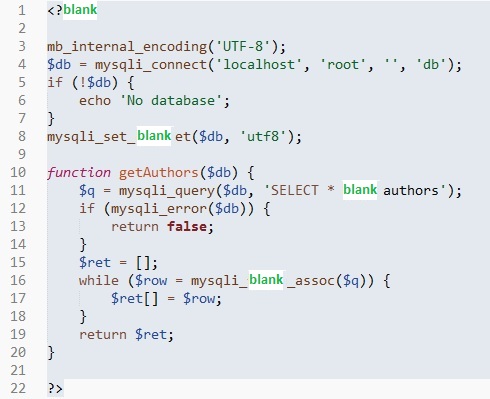 1 <?blank
2
3 mb_internal_encoding('UTF-8');
4 $db = mysqli_connect('localhost', 'root', '', 'db');
5 if (!$db) {
6     echo 'No database';
7 }
8 mysqli_set_ blank et($db, 'utf8');
9
10 function getAuthors($db) {
11     $q = mysqli_query($db, 'SELECT * blank authors');
12     if (mysqli_error($db)) {
13         return false;
14     }
15     $ret = [];
16     while ($row = mysqli_blank _assoc($q)) {
17         $ret[] = $row;
18     }
19     return $ret;
20 }
21
22 ?>